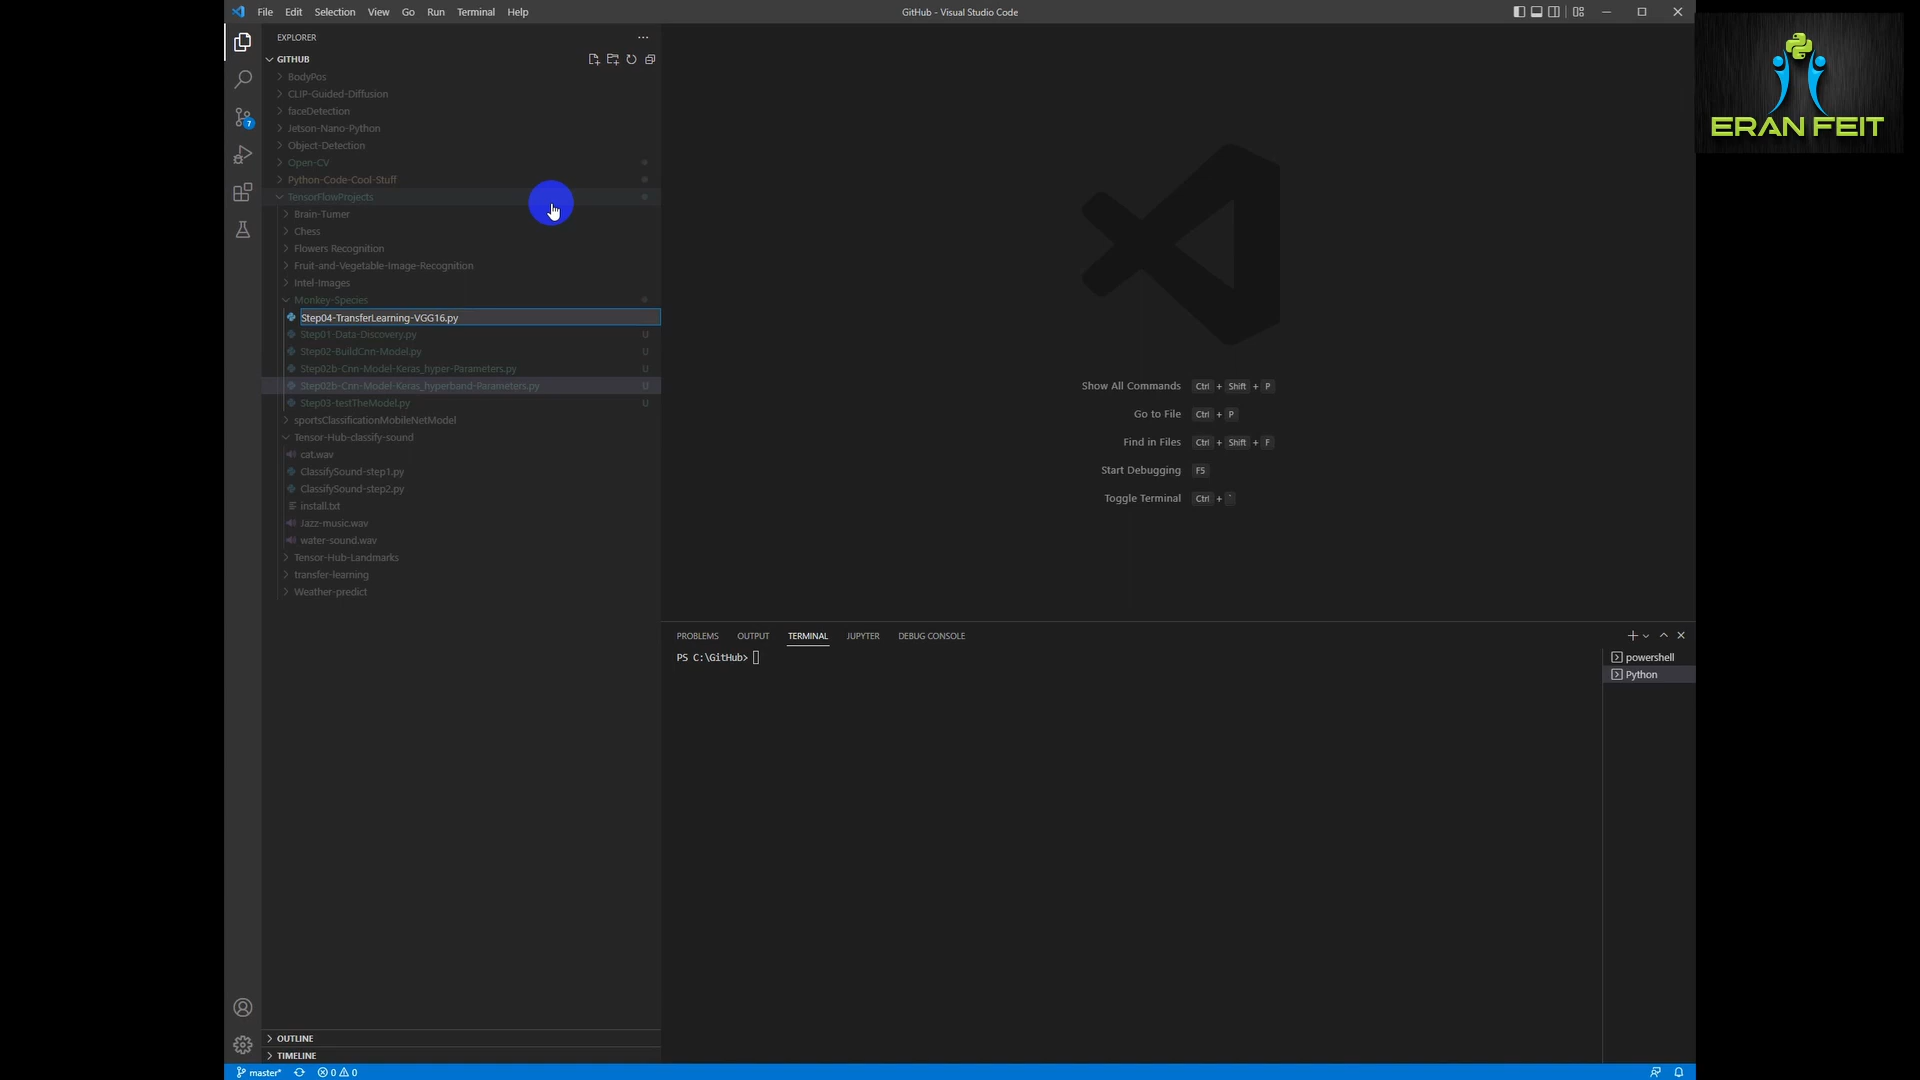 File Edit Selection View Go Run Terminal Help
GitHub - Visual Studio Code
ERAN FEIT
EXPLORER
GITHUB
BodyPos
CLIP-Guided-Diffusion
faceDetection
Jetson-Nano-Python
Object-Detection
Open-CV
Python-Code-Cool-Stuff
TensorFlowProjects
Brain-Tumer
Chess
Flowers Recognition
Fruit-and-Vegetable-Image-Recognition
Intel-Images
Monkey-Species
Step04-TransferLearning-VGG16.py
Step01-Data-Discovery.py U
Step02-BuildCnn-Model.py U
Step02b-Cnn-Model-Keras_hyper-Parameters.py U
Step02b-Cnn-Model-Keras_hyperband-Parameters.py U
Step03-testTheModel.py U
sportsClassificationMobileNetModel
Tensor-Hub-classify-sound
cat.wav
ClassifySound-step1.py
ClassifySound-step2.py
install.txt
Jazz-music.wav
water-sound.wav
Tensor-Hub-Landmarks
transfer-learning
Weather-predict
OUTLINE
TIMELINE
7
Show All Commands Ctrl + Shift + P
Go to File Ctrl + P
Find in Files Ctrl + Shift + F
Start Debugging F5
Toggle Terminal Ctrl + `
PROBLEMS OUTPUT TERMINAL JUPYTER DEBUG CONSOLE
PS C:\GitHub>
powershell
Python
master* 0 0